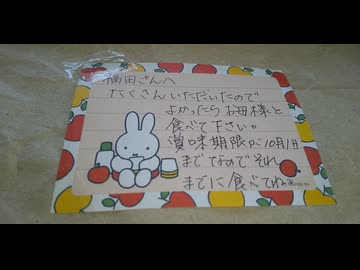 備田さんへ
たくさんいただいたので
よかったらお母様と
食べて下さい。
賞味期限が10月1日
までなのでそれ
までに食べてねォ